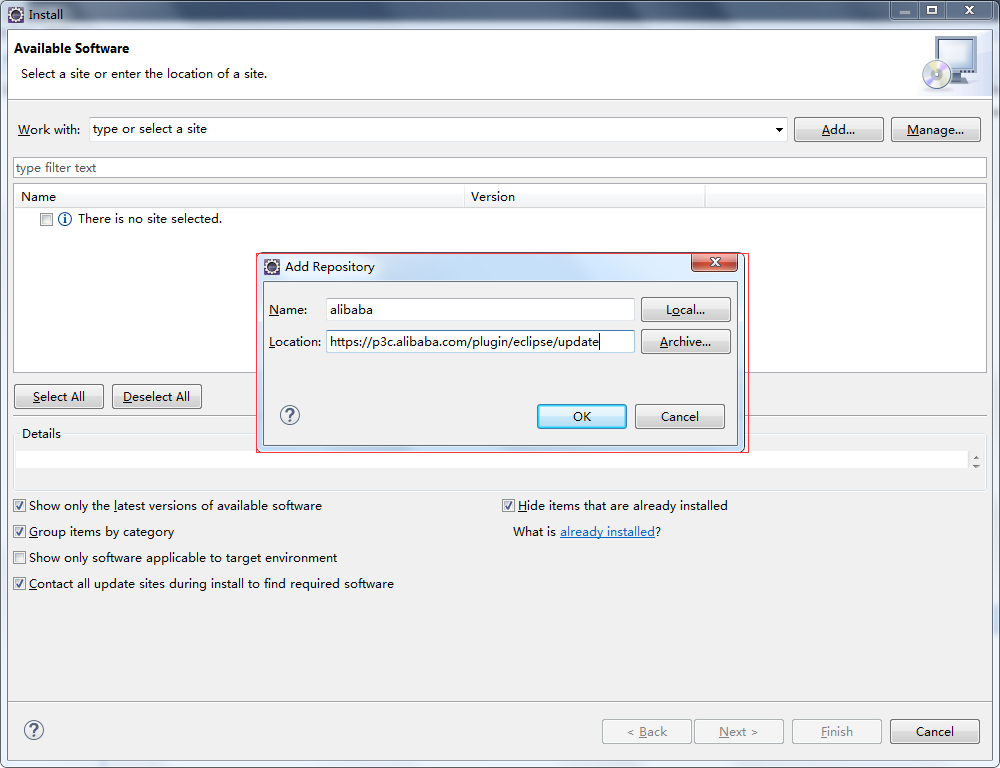 Install
Available Software
Select a site or enter the location of a site.
Work with: type or select a site Add... Manage...
type filter text
Name Version
There is no site selected.
Add Repository
Name: alibaba Local...
Location: https://p3c.alibaba.com/plugin/eclipse/update Archive...
OK Cancel
Select All Deselect All
Details
Show only the latest versions of available software Hide items that are already installed
Group items by category What is already installed?
Show only software applicable to target environment
Contact all update sites during install to find required software
< Back Next > Finish Cancel